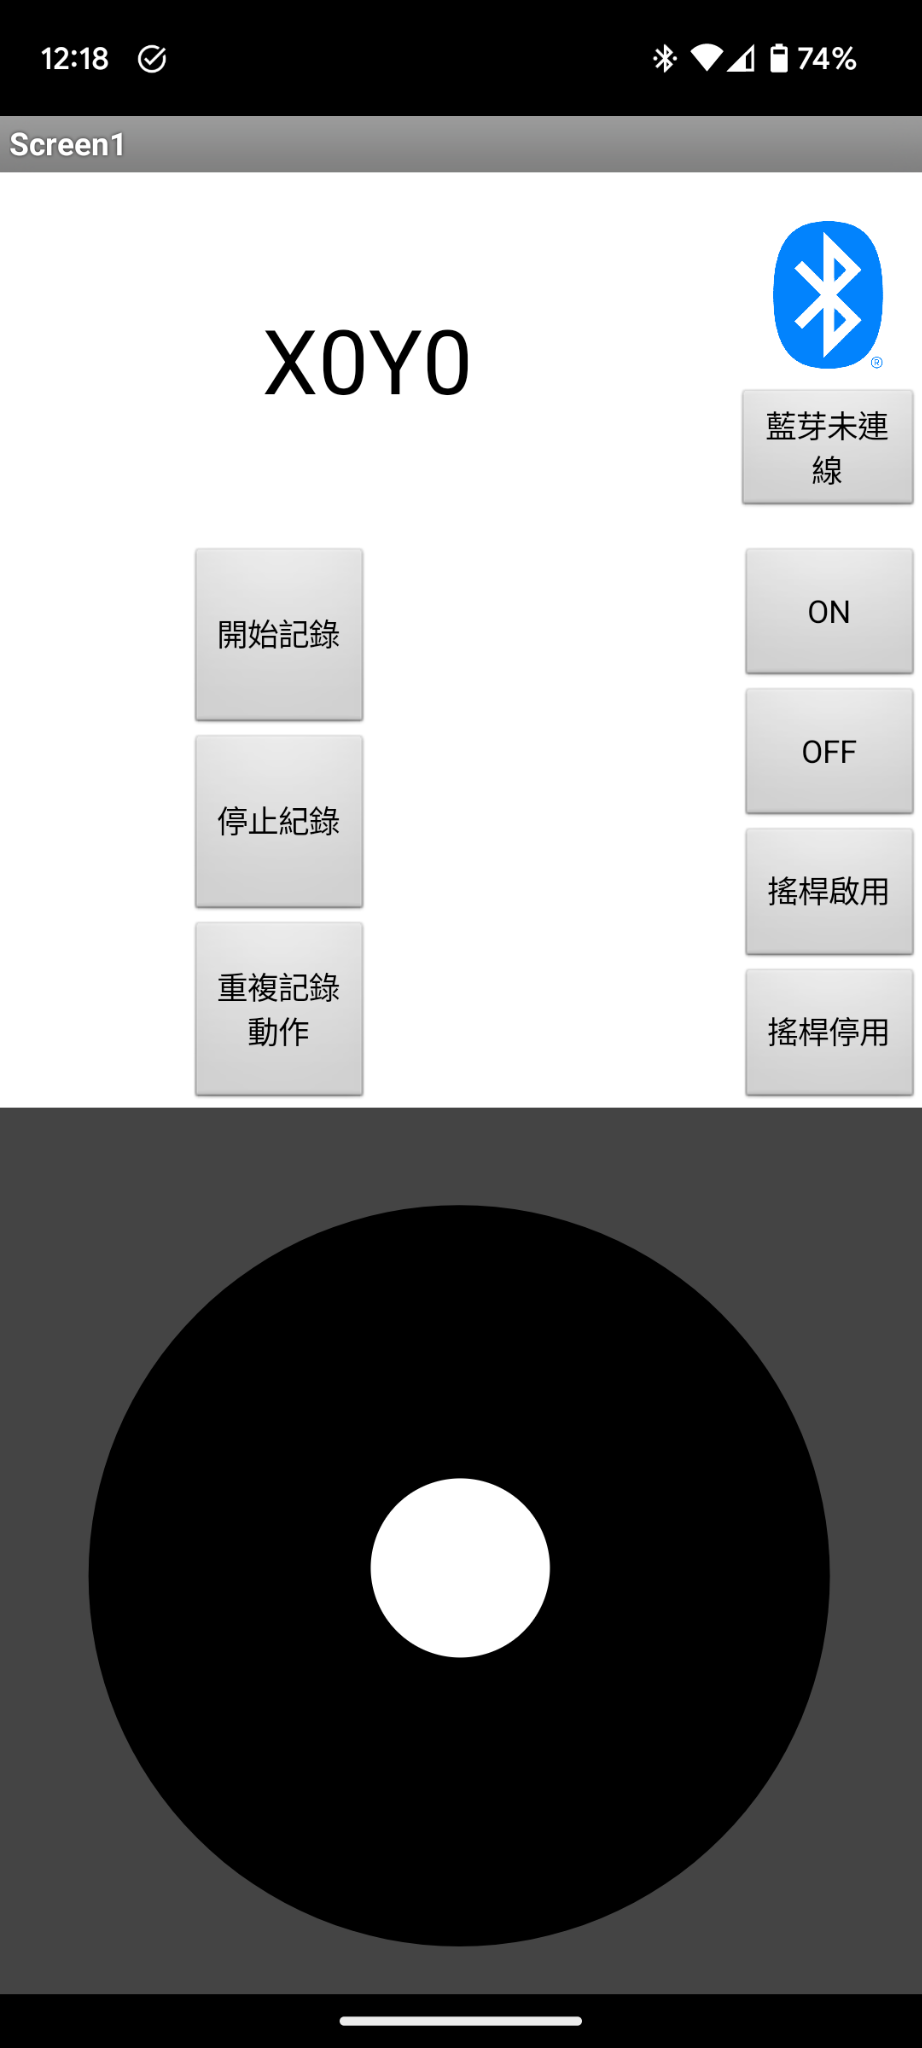 12:18
74%
Screen1
X0Y0
®
藍芽未連
線
開始記錄
ON
停止紀錄
OFF
重複記錄
動作
搖桿啟用
搖桿停用